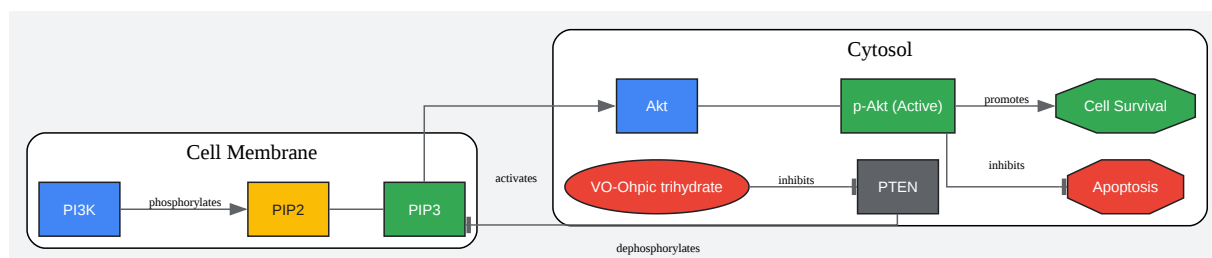 Cytosol
Akt
p-Akt (Active)
promotes
Cell Survival
Cell Membrane
activates
VO-Ohpic trihydrate
inhibits
PTEN
inhibits
Apoptosis
PI3K
phosphorylates
PIP2
PIP3
dephosphorylates